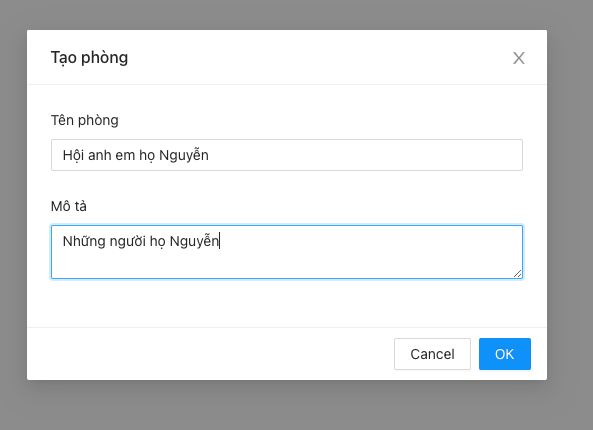 Tạo phòng
Tên phòng
Hội anh em họ Nguyễn
Mô tả
Những người họ Nguyễn
Cancel
OK